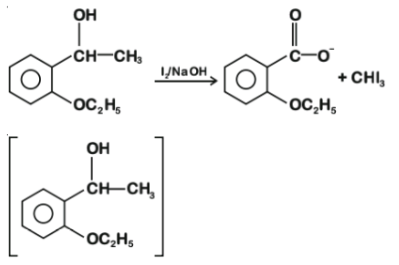 OH
O
CH—CH₃
I₂/NaOH
C—O⁻
+ CHI₃
OC₂H₅
OC₂H₅
OH
CH—CH₃
OC₂H₅